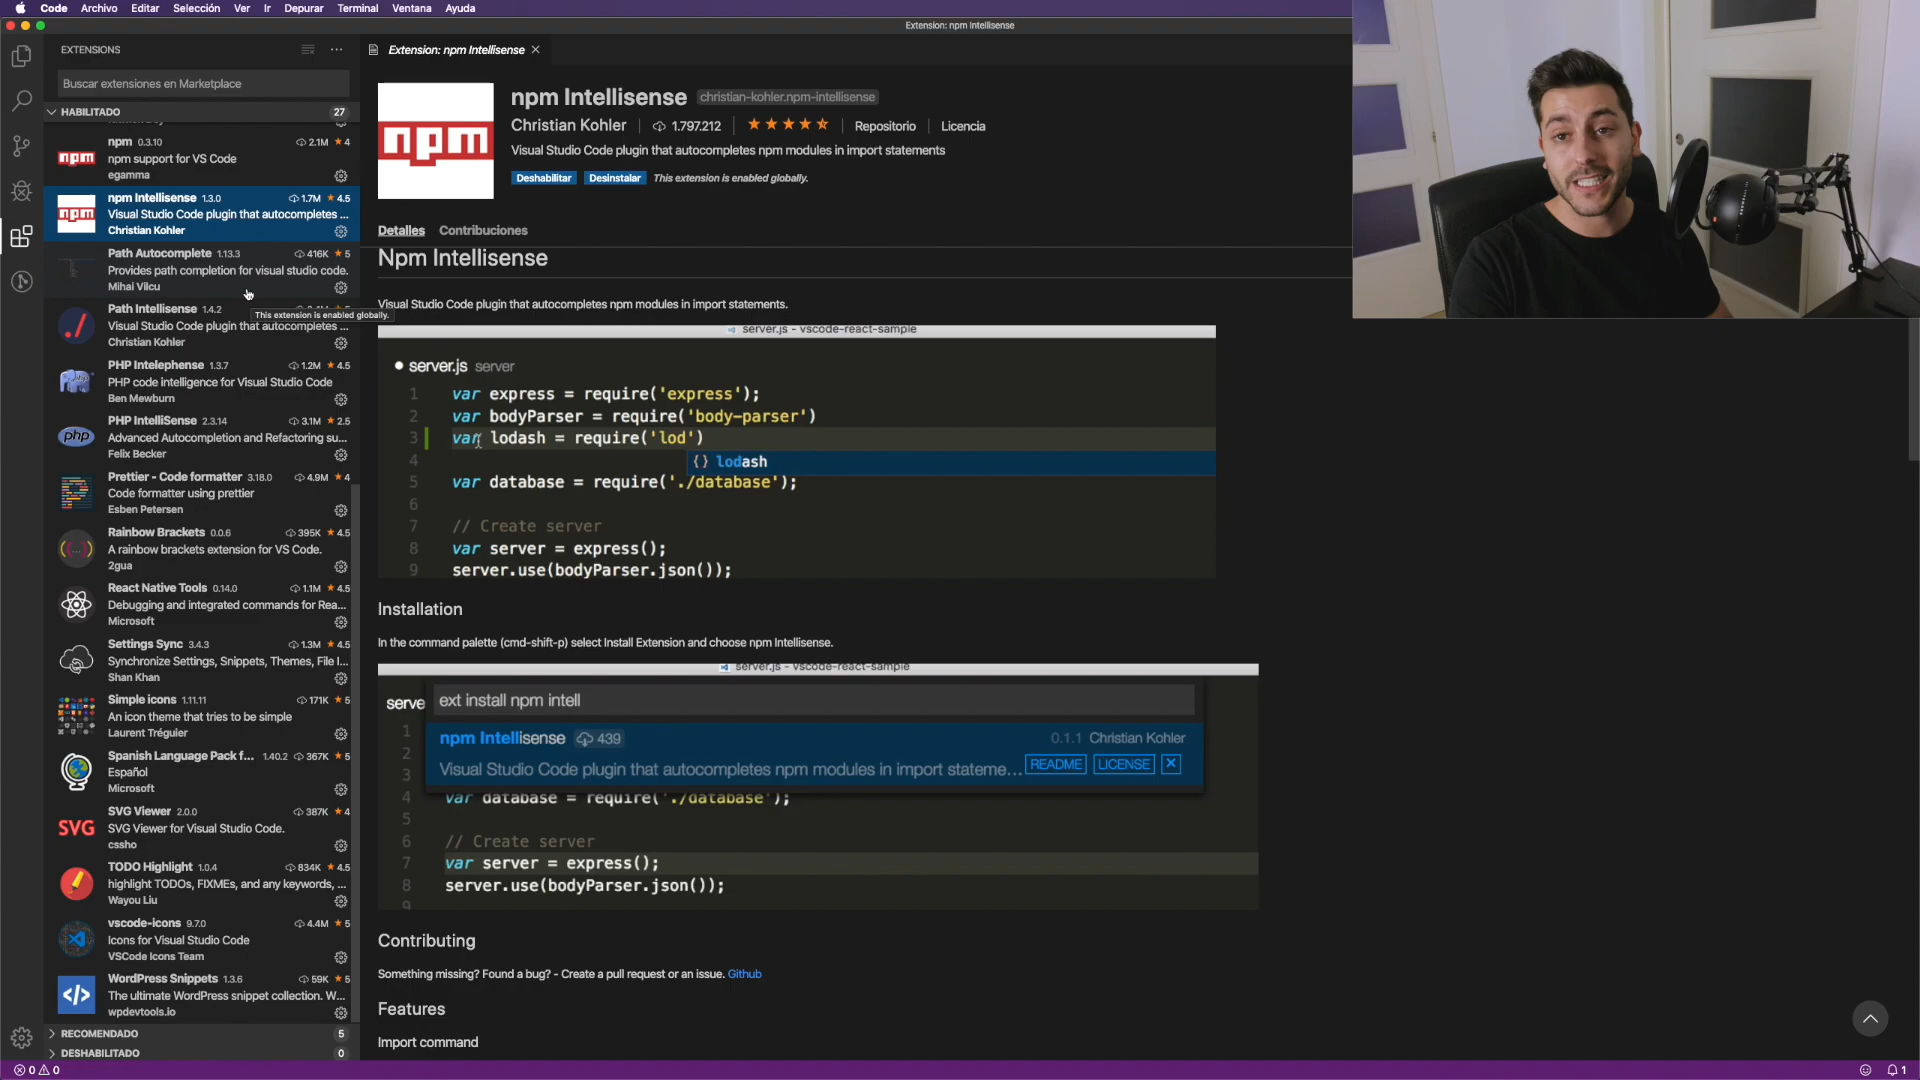 Code Archivo Editar Selección Ver Ir Depurar Terminal Ventana Ayuda
Extension: npm Intellisense
EXTENSIONS
Buscar extensiones en Marketplace
HABILITADO 27
npm 0.3.10 2.1M ★4
npm support for VS Code
egamma
npm
npm Intellisense 1.3.0 1.7M ★4.5
Visual Studio Code plugin that autocompletes ...
Christian Kohler
npm
Path Autocomplete 1.13.3 416K ★5
Provides path completion for visual studio code.
Mihai Vilcu
Path Intellisense 1.4.2
Visual Studio Code plugin that autocompletes ...
Christian Kohler
This extension is enabled globally.
PHP Intelephense 1.3.7 1.2M ★4.5
PHP code intelligence for Visual Studio Code
Ben Mewburn
php
PHP IntelliSense 2.3.14 3.1M ★2.5
Advanced Autocompletion and Refactoring su...
Felix Becker
php
Prettier - Code formatter 3.18.0 4.9M ★4
Code formatter using prettier
Esben Petersen
Rainbow Brackets 0.0.6 395K ★4.5
A rainbow brackets extension for VS Code.
2gua
React Native Tools 0.14.0 1.1M ★4.5
Debugging and integrated commands for Rea...
Microsoft
Settings Sync 3.4.3 1.3M ★4.5
Synchronize Settings, Snippets, Themes, File I...
Shan Khan
Simple icons 1.11.11 171K ★5
An icon theme that tries to be simple
Laurent Tréguier
Spanish Language Pack f... 1.40.2 367K ★5
Español
Microsoft
SVG Viewer 2.0.0 387K ★4
SVG Viewer for Visual Studio Code.
cssho
SVG
TODO Highlight 1.0.4 834K ★4.5
highlight TODOs, FIXMEs, and any keywords, ...
Wayou Liu
vscode-icons 9.7.0 4.4M ★5
Icons for Visual Studio Code
VSCode Icons Team
WordPress Snippets 1.3.6 59K ★5
The ultimate WordPress snippet collection. W...
wpdevtools.io
</>
RECOMENDADO 5
DESHABILITADO 0
0 0
1
Extension: npm Intellisense
npm
npm Intellisense christian-kohler.npm-intellisense
Christian Kohler 1.797.212 Repositorio Licencia
Visual Studio Code plugin that autocompletes npm modules in import statements
Deshabilitar Desinstalar This extension is enabled globally.
Detalles Contribuciones
Npm Intellisense
Visual Studio Code plugin that autocompletes npm modules in import statements.
server.js - vscode-react-sample
server.js server
1 var express = require('express');
2 var bodyParser = require('body-parser')
3 var lodash = require('lod')
4 {} lodash
5 var database = require('./database');
6
7 // Create server
8 var server = express();
9 server.use(bodyParser.json());
Installation
In the command palette (cmd-shift-p) select Install Extension and choose npm Intellisense.
server.js - vscode-react-sample
serve
ext install npm intell
1
2
3
npm Intellisense 439 0.1.1 Christian Kohler
Visual Studio Code plugin that autocompletes npm modules in import stateme... README LICENSE
4 var database = require('./database');
5
6 // Create server
7 var server = express();
8 server.use(bodyParser.json());
9
Contributing
Something missing? Found a bug? - Create a pull request or an issue. Github
Features
Import command